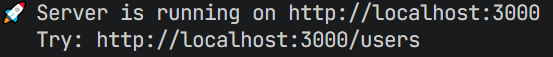 🚀 Server is running on http://localhost:3000
Try: http://localhost:3000/users